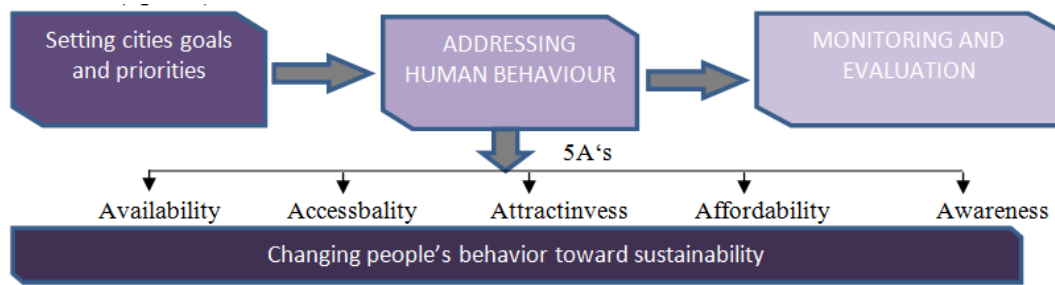 Setting cities goals
and priorities
ADDRESSING
HUMAN BEHAVIOUR
MONITORING AND
EVALUATION
5A‘s
Availability Accessbality Attractinvess Affordability Awareness
Changing people’s behavior toward sustainability